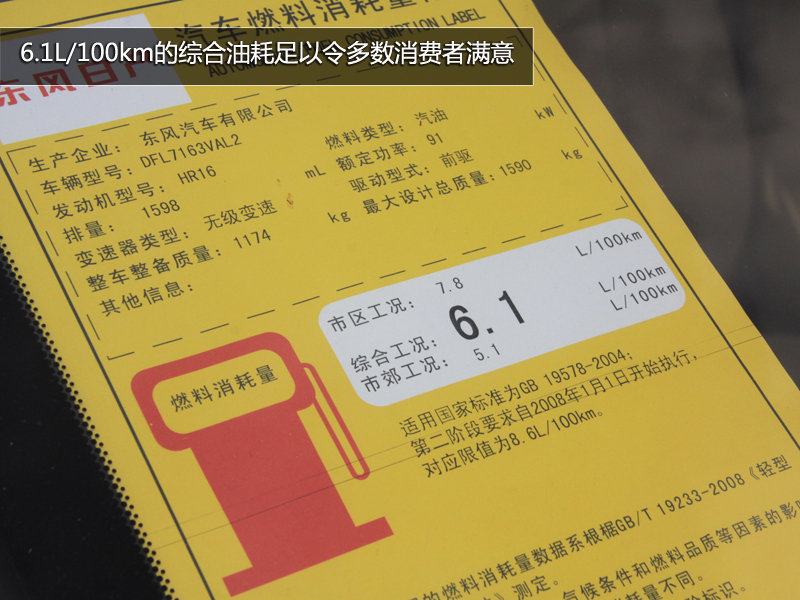 6.1L/100km的综合油耗足以令多数消费者满意
汽车燃料消耗量
CONSUMPTION LABEL
东风日产
生产企业：东风汽车有限公司
车辆型号：DFL7163VAL2
发动机型号：HR16
燃料类型：汽油
排量：1598 mL
额定功率：91 kW
变速器类型：无级变速
驱动型式：前驱
整车整备质量：1174 kg
最大设计总质量：1590 kg
其他信息：
市区工况：7.8 L/100km
综合工况：6.1 L/100km
市郊工况：5.1 L/100km
燃料消耗量
适用国家标准为GB 19578-2004；
第二阶段要求自2008年1月1日开始执行，
对应限值为8.6L/100km。
的燃料消耗量数据系根椐GB/T 19233-2008《轻型
》测定。
气候条件和燃料品质等因素的影
耗量不同。
标识。